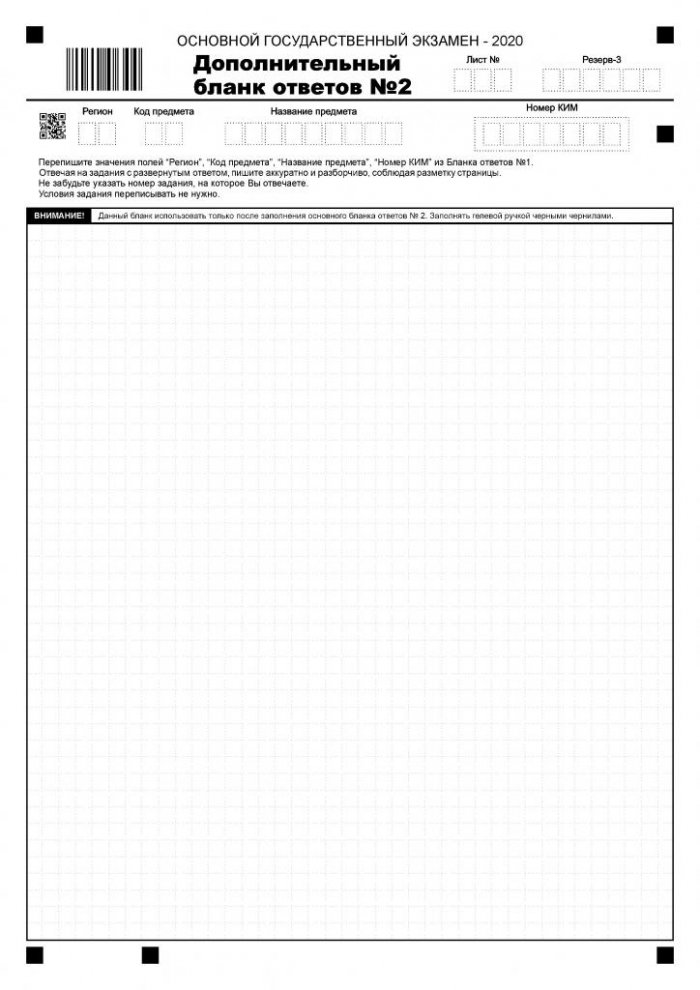 ОСНОВНОЙ ГОСУДАРСТВЕННЫЙ ЭКЗАМЕН - 2020
Дополнительный
бланк ответов №2
Лист №
Резерв-3
Регион
Код предмета
Название предмета
Номер КИМ
Перепишите значения полей "Регион", "Код предмета", "Название предмета", "Номер КИМ" из Бланка ответов №1.
Отвечая на задания с развернутым ответом, пишите аккуратно и разборчиво, соблюдая разметку страницы.
Не забудьте указать номер задания, на которое Вы отвечаете.
Условия задания переписывать не нужно.
ВНИМАНИЕ! Данный бланк использовать только после заполнения основного бланка ответов № 2. Заполнять гелевой ручкой черными чернилами.